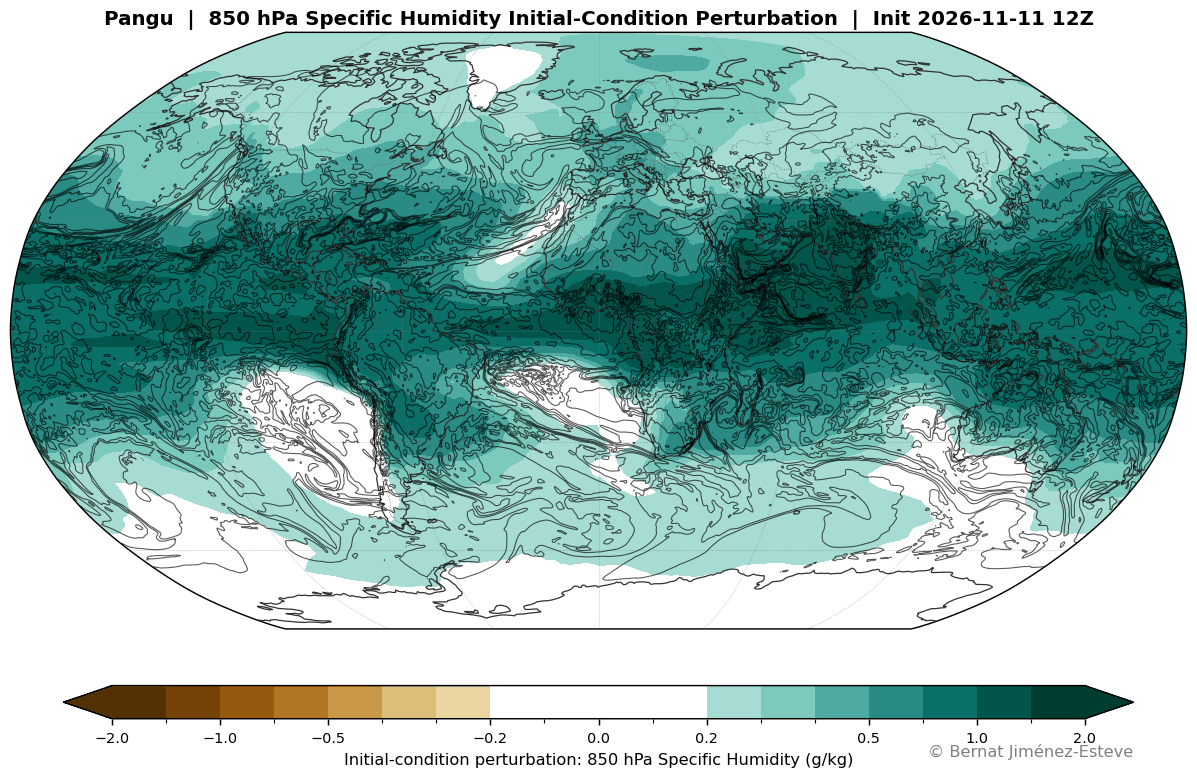 Pangu | 850 hPa Specific Humidity Initial-Condition Perturbation | Init 2026-11-11 12Z
−2.0 −1.0 −0.5 −0.2 0.0 0.2 0.5 1.0 2.0
Initial-condition perturbation: 850 hPa Specific Humidity (g/kg)
© Bernat Jiménez-Esteve